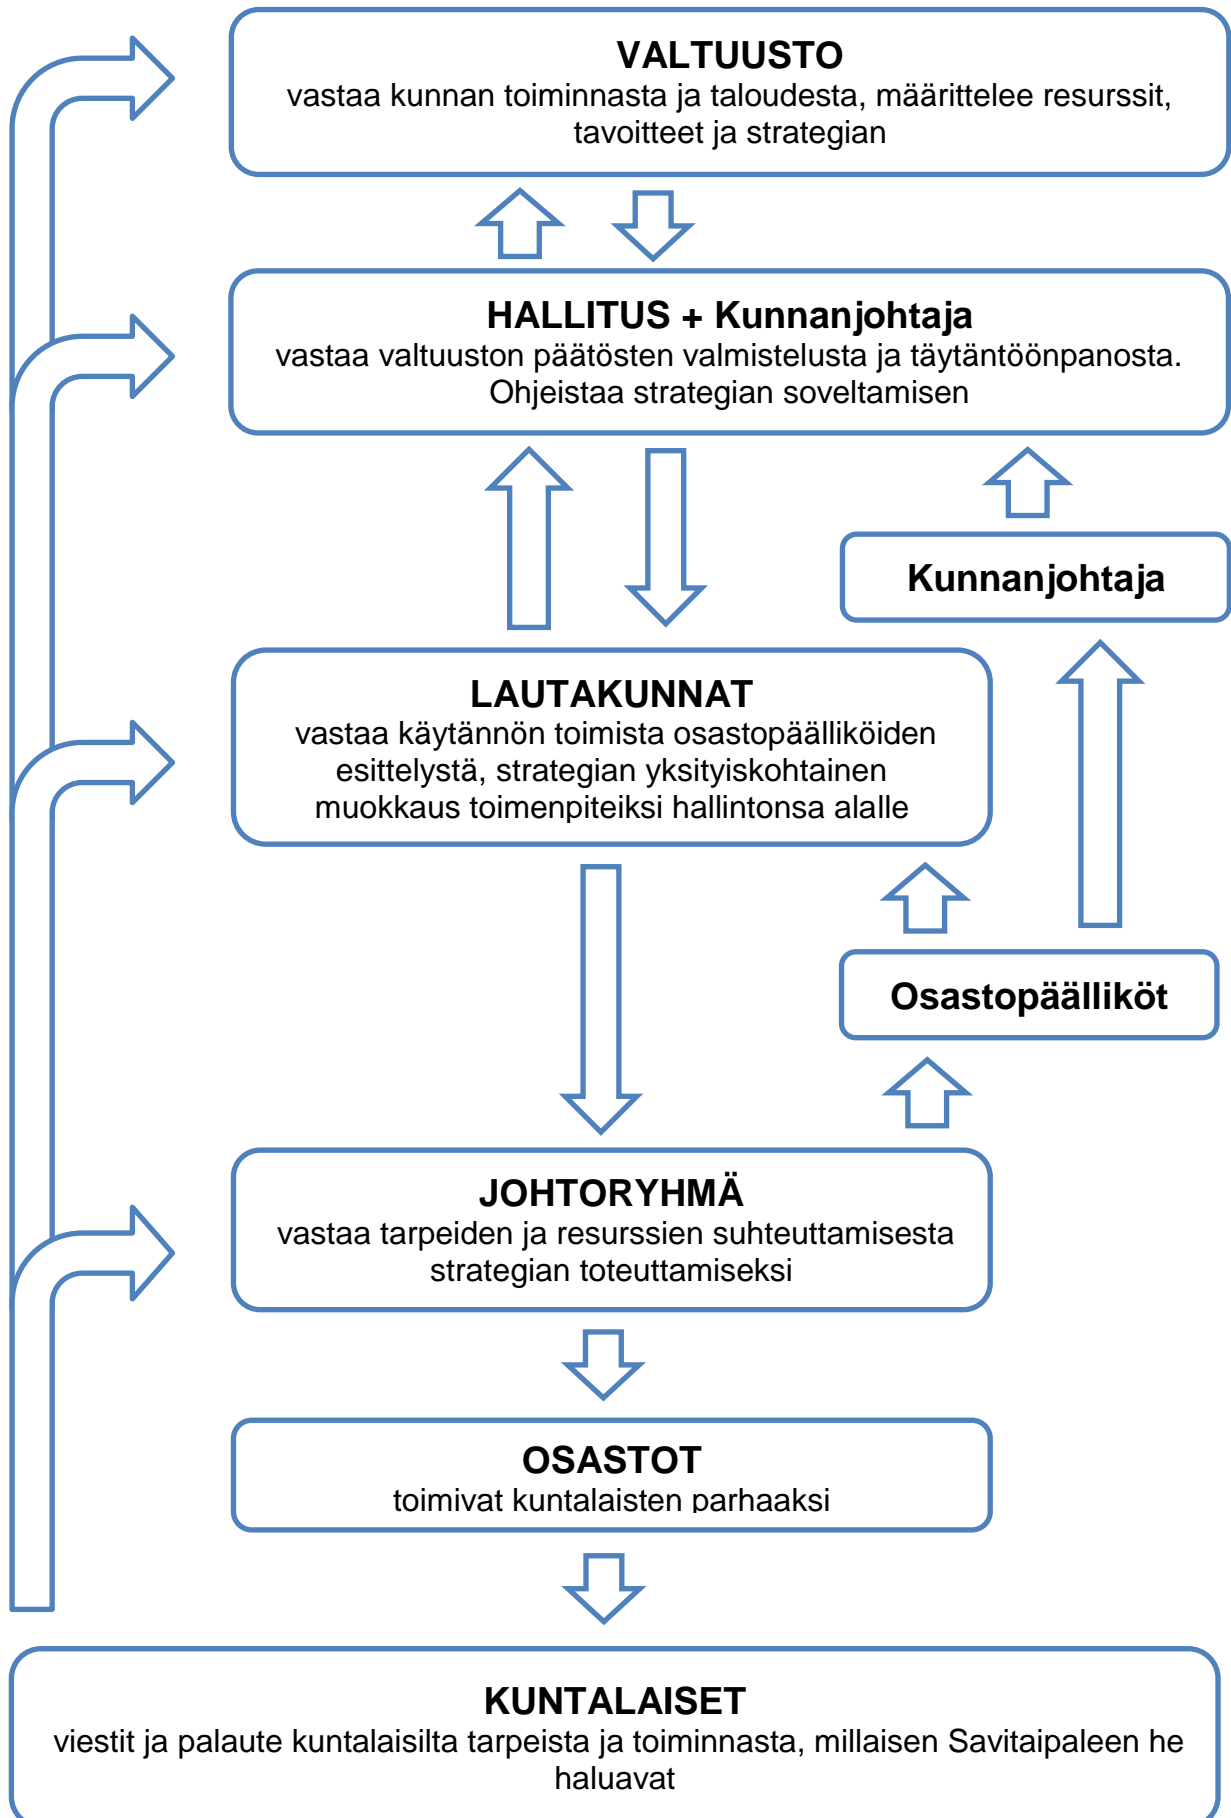 VALTUUSTO
vastaa kunnan toiminnasta ja taloudesta, määrittelee resurssit,
tavoitteet ja strategian
HALLITUS + Kunnanjohtaja
vastaa valtuuston päätösten valmistelusta ja täytäntöönpanosta.
Ohjeistaa strategian soveltamisen
Kunnanjohtaja
LAUTAKUNNAT
vastaa käytännön toimista osastopäälliköiden
esittelystä, strategian yksityiskohtainen
muokkaus toimenpiteiksi hallintonsa alalle
Osastopäälliköt
JOHTORYHMÄ
vastaa tarpeiden ja resurssien suhteuttamisesta
strategian toteuttamiseksi
OSASTOT
toimivat kuntalaisten parhaaksi
KUNTALAISET
viestit ja palaute kuntalaisilta tarpeista ja toiminnasta, millaisen Savitaipaleen he
haluavat